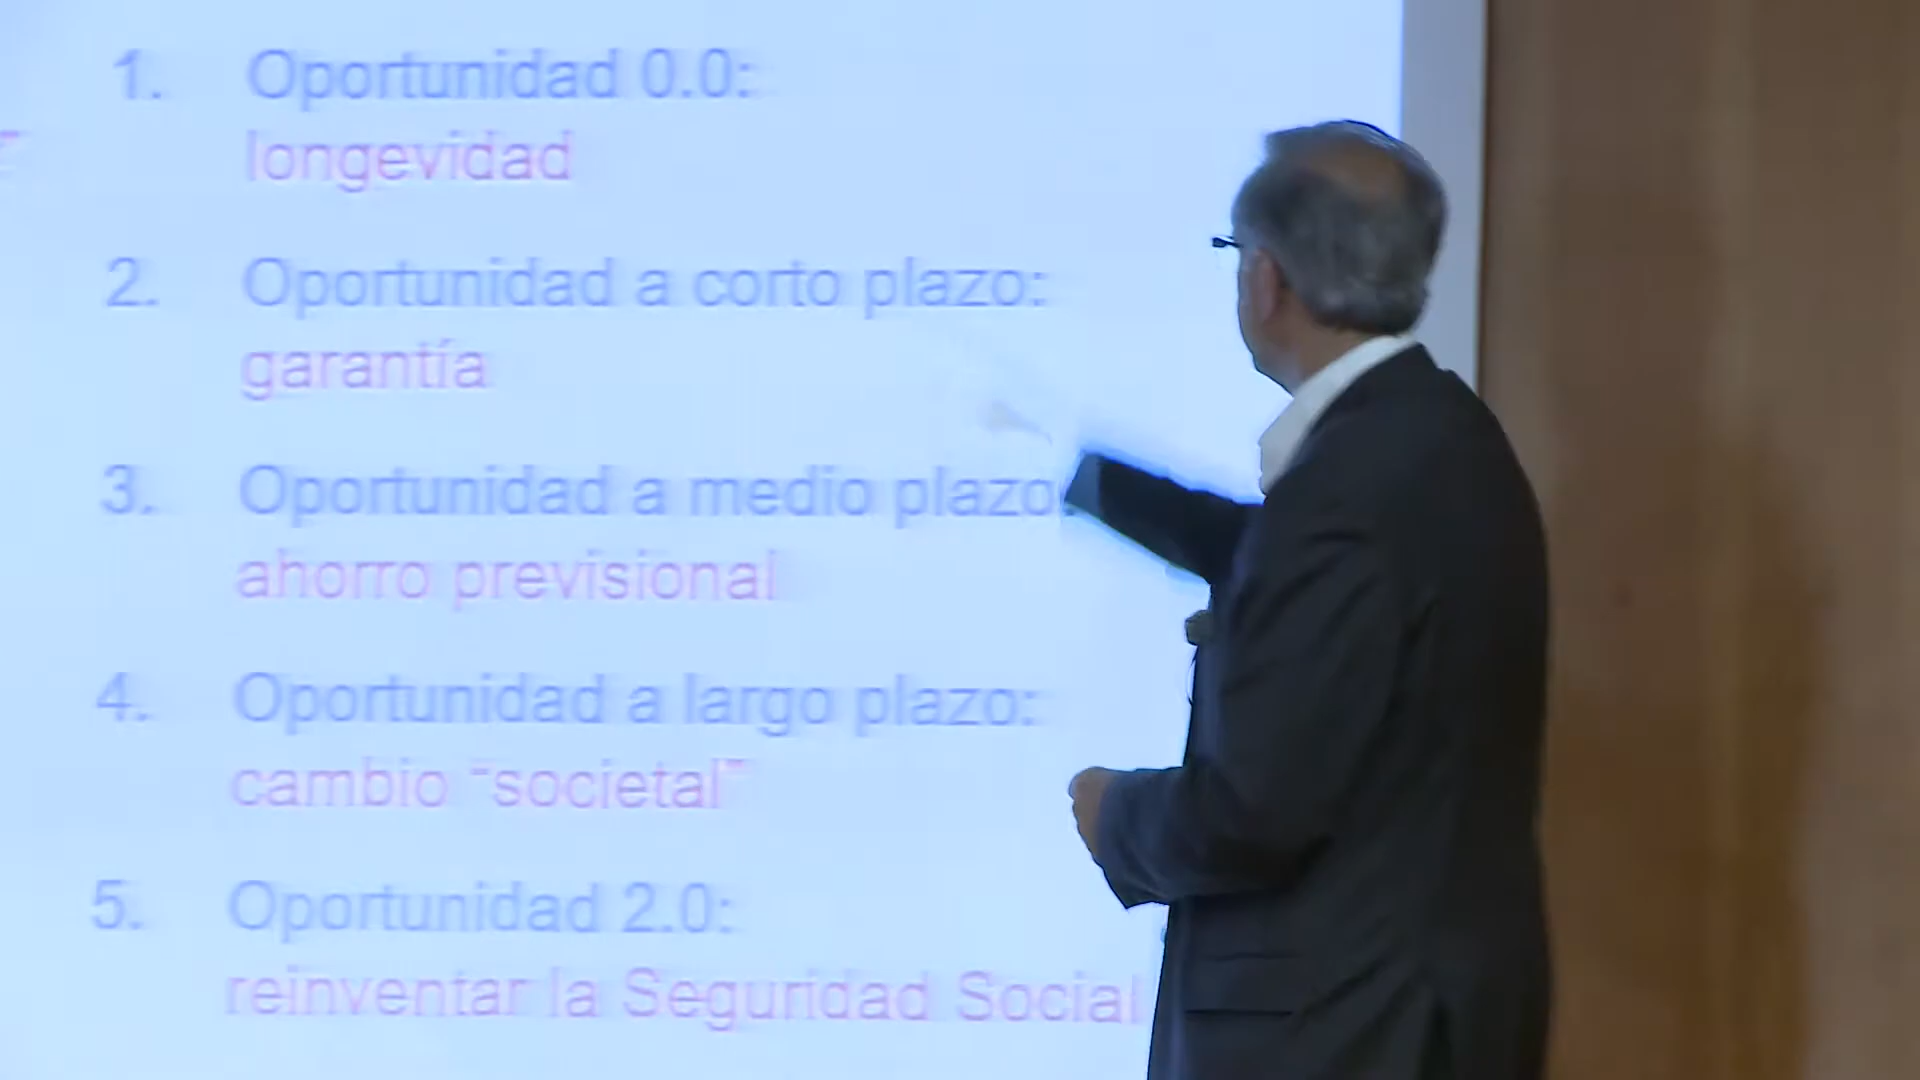 1. Oportunidad 0.0:
longevidad
2. Oportunidad a corto plazo:
garantía
3. Oportunidad a medio plazo:
ahorro previsional
4. Oportunidad a largo plazo:
cambio “societal”
5. Oportunidad 2.0:
reinventar la Seguridad Social